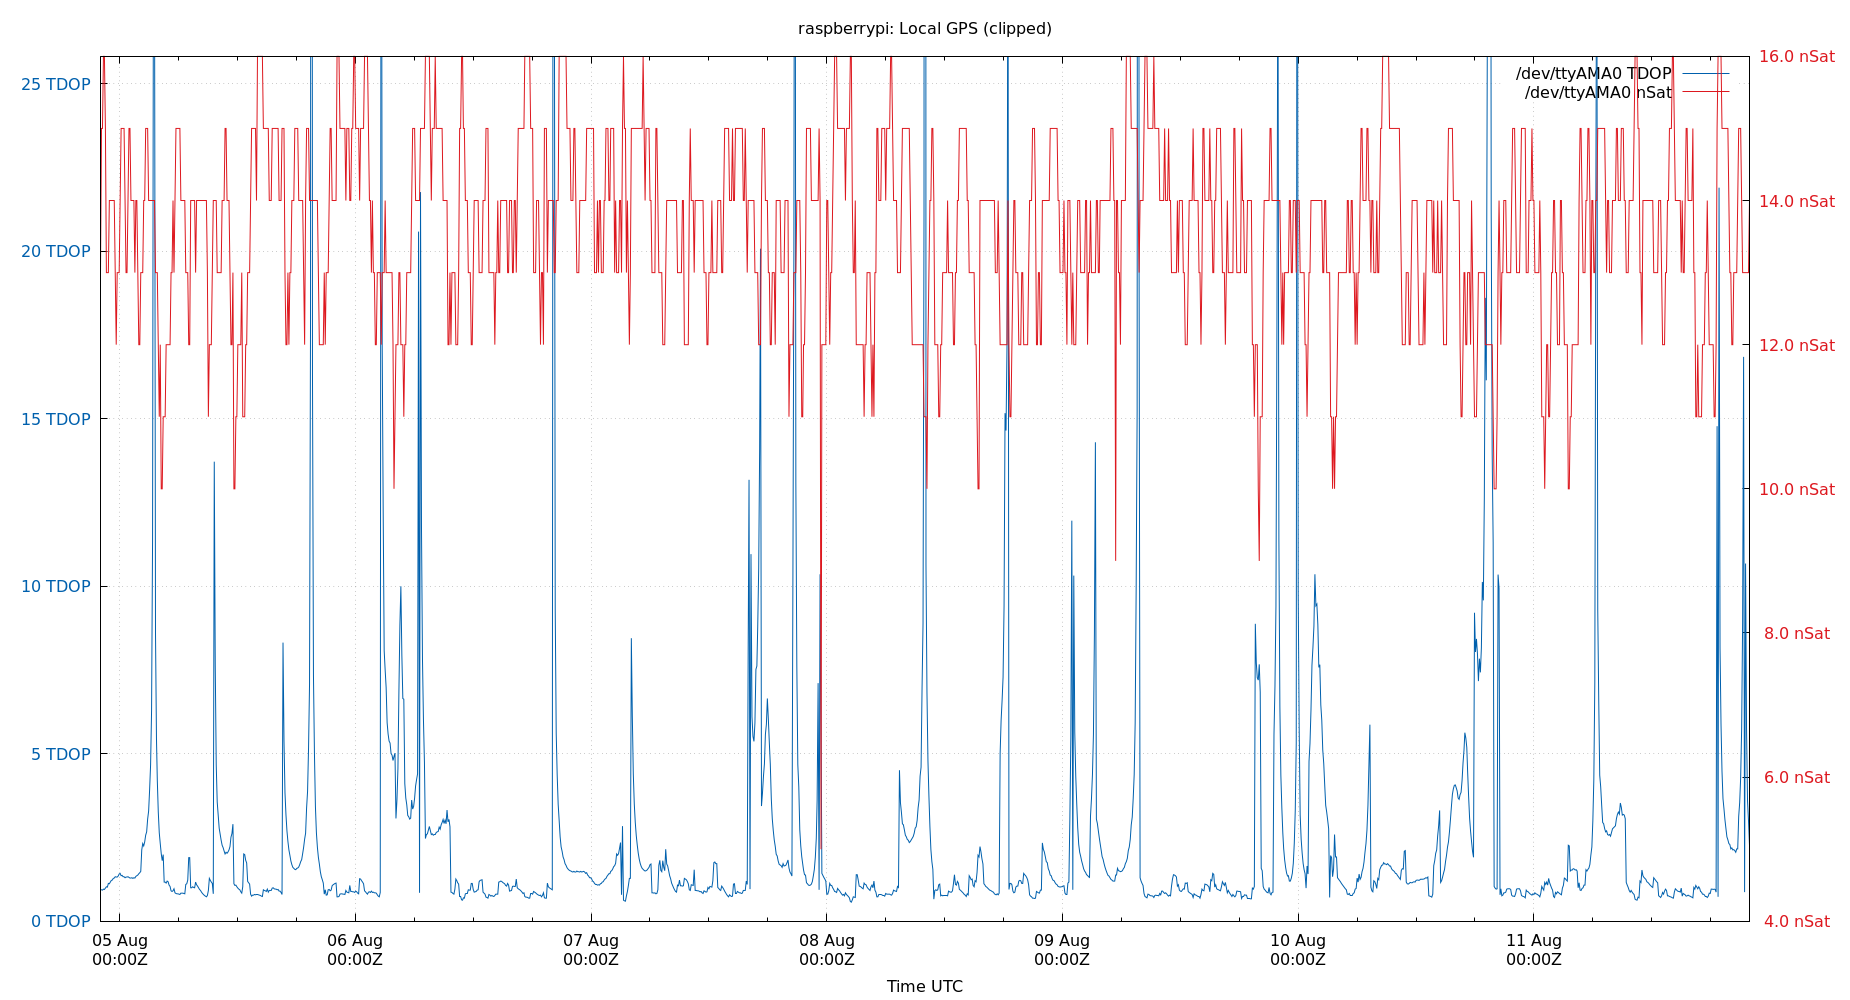 raspberrypi: Local GPS (clipped)
/dev/ttyAMA0 TDOP
/dev/ttyAMA0 nSat
25 TDOP
20 TDOP
15 TDOP
10 TDOP
5 TDOP
0 TDOP
16.0 nSat
14.0 nSat
12.0 nSat
10.0 nSat
8.0 nSat
6.0 nSat
4.0 nSat
05 Aug 06 Aug 07 Aug 08 Aug 09 Aug 10 Aug 11 Aug
00:00Z 00:00Z 00:00Z 00:00Z 00:00Z 00:00Z 00:00Z
Time UTC